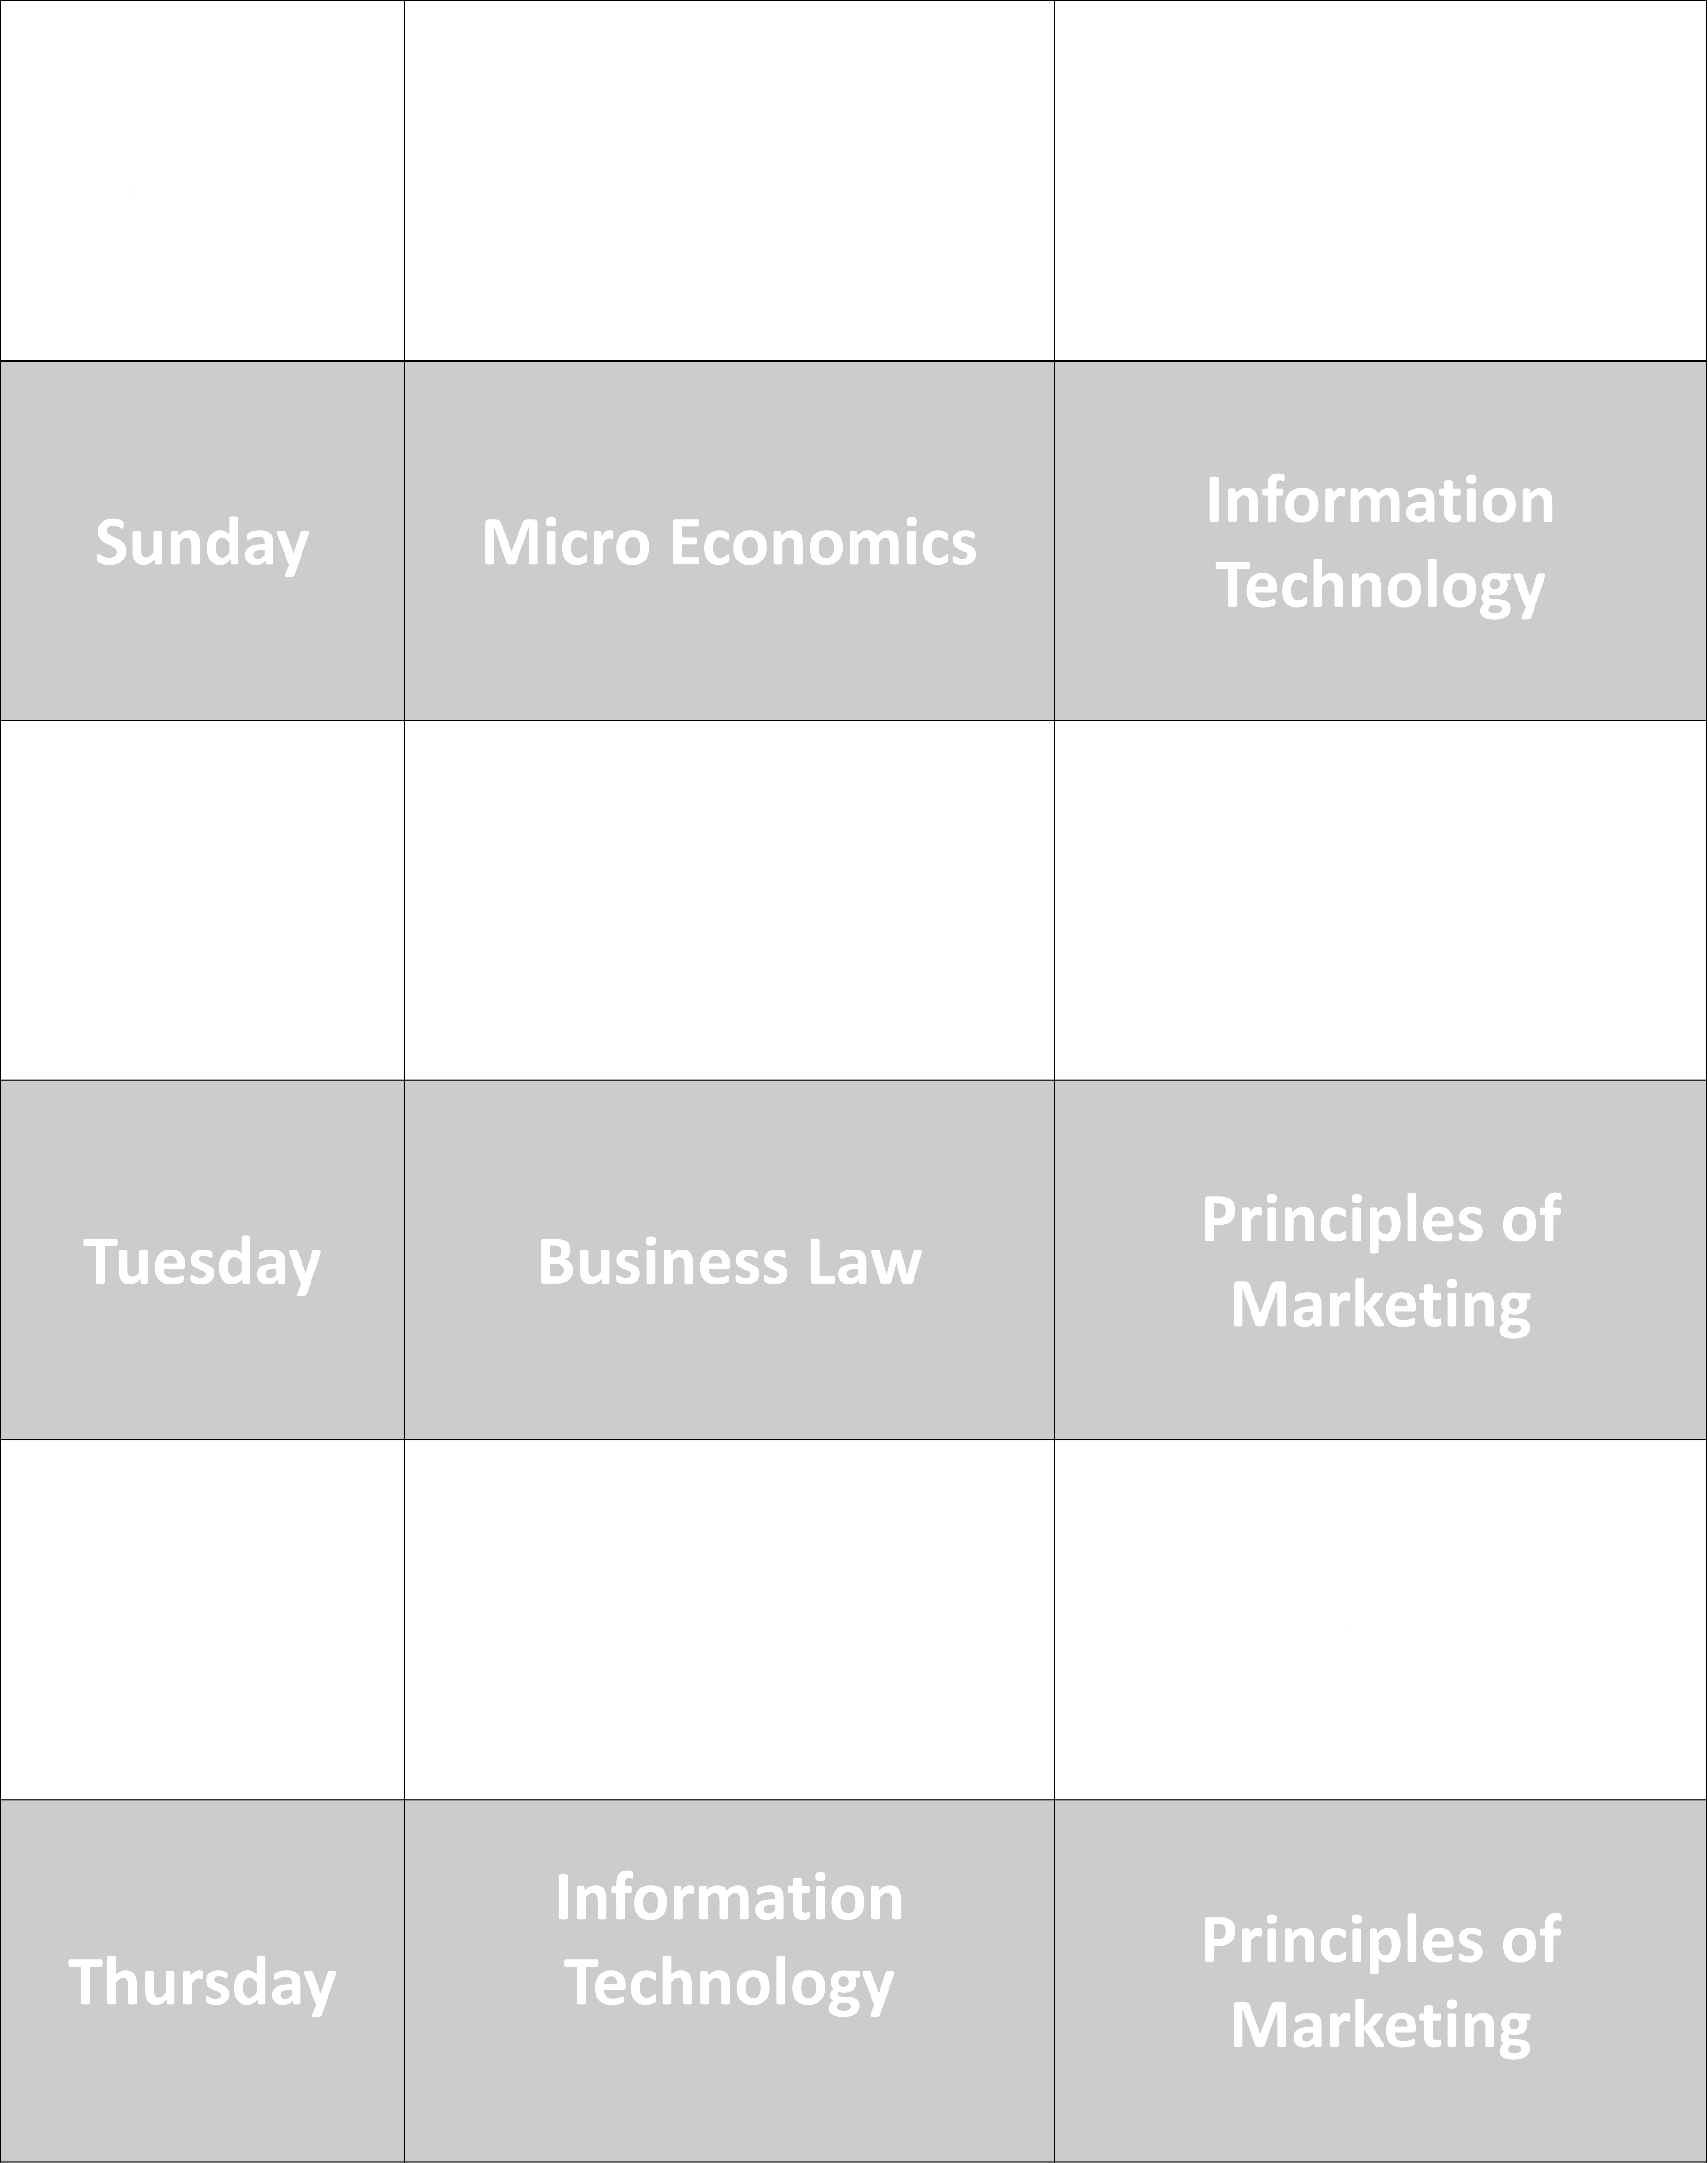 Sunday
Micro Economics
Information
Technology
Tuesday
Business Law
Principles of
Marketing
Thursday
Information
Technology
Principles of
Marketing